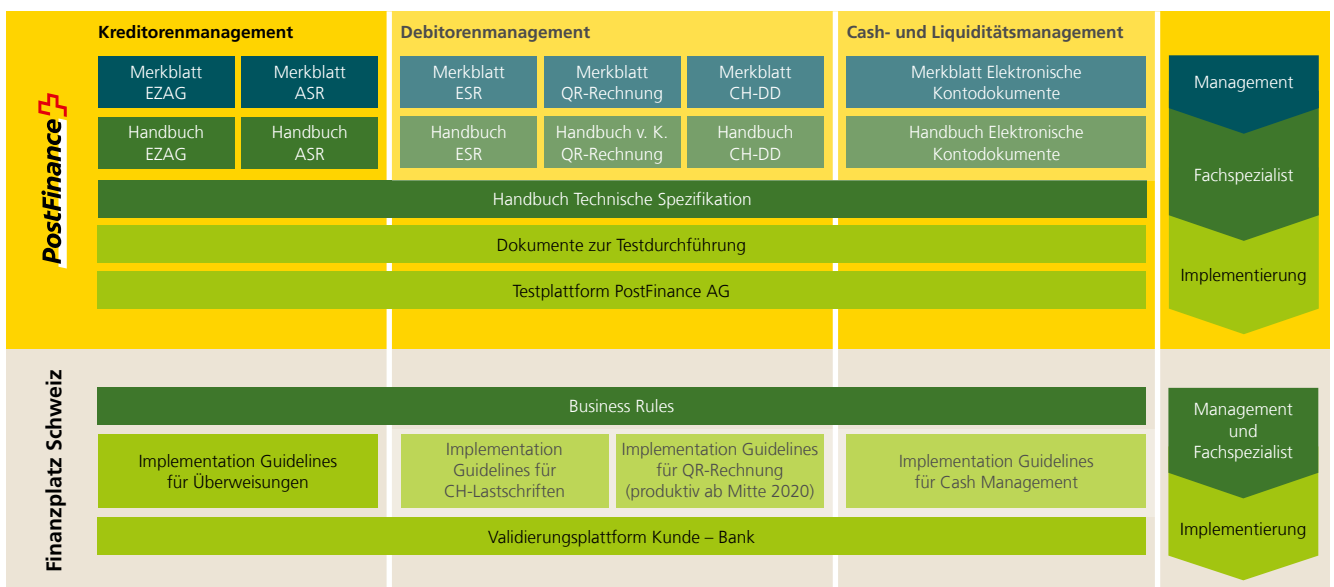 Kreditorenmanagement
Debitorenmanagement
Cash- und Liquiditätsmanagement
Merkblatt
EZAG
Merkblatt
ASR
Merkblatt
ESR
Merkblatt
QR-Rechnung
Merkblatt
CH-DD
Merkblatt Elektronische
Kontodokumente
Management
Handbuch
EZAG
Handbuch
ASR
Handbuch
ESR
Handbuch v. K.
QR-Rechnung
Handbuch
CH-DD
Handbuch Elektronische
Kontodokumente
Fachspezialist
PostFinance
Handbuch Technische Spezifikation
Dokumente zur Testdurchführung
Testplattform PostFinance AG
Implementierung
Finanzplatz Schweiz
Business Rules
Management
und
Fachspezialist
Implementation Guidelines
für Überweisungen
Implementation
Guidelines für
CH-Lastschriften
Implementation Guidelines
für QR-Rechnung
(produktiv ab Mitte 2020)
Implementation Guidelines
für Cash Management
Validierungsplattform Kunde – Bank
Implementierung